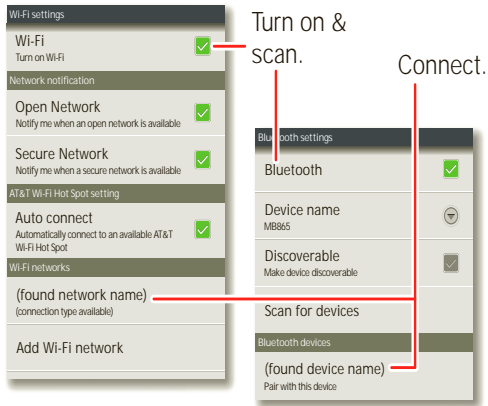 Wi-Fi settings
Wi-Fi
Turn on Wi-Fi
Network notification
Open Network
Notify me when an open network is available
Secure Network
Notify me when a secure network is available
AT&T Wi-Fi Hot Spot setting
Auto connect
Automatically connect to an available AT&T
Wi-Fi Hot Spot
Wi-Fi networks
(found network name)
(connection type available)
Add Wi-Fi network
Turn on &
scan.
Connect.
Bluetooth settings
Bluetooth
Device name
MB865
Discoverable
Make device discoverable
Scan for devices
Bluetooth devices
(found device name)
Pair with this device